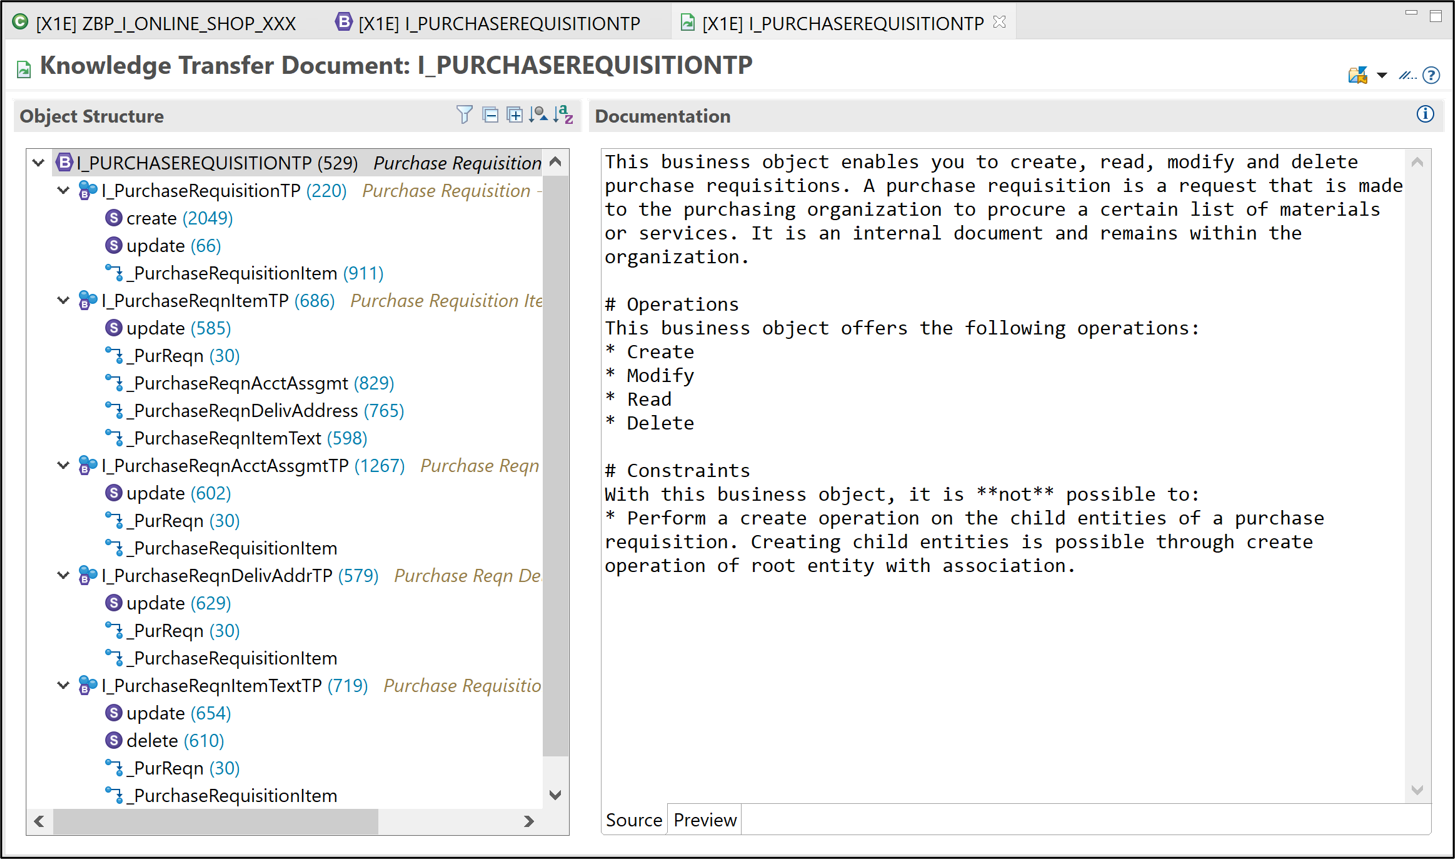 [X1E] ZBP_I_ONLINE_SHOP_XXX
[X1E] I_PURCHASEREQUISITIONTP
[X1E] I_PURCHASEREQUISITIONTP
Knowledge Transfer Document: I_PURCHASEREQUISITIONTP
Object Structure
I_PURCHASEREQUISITIONTP (529) Purchase Requisition
I_PurchaseRequisitionTP (220) Purchase Requisition -
create (2049)
update (66)
_PurchaseRequisitionItem (911)
I_PurchaseReqnItemTP (686) Purchase Requisition Ite
update (585)
_PurReqn (30)
_PurchaseReqnAcctAssgmt (829)
_PurchaseReqnDelivAddress (765)
_PurchaseReqnItemText (598)
I_PurchaseReqnAcctAssgmtTP (1267) Purchase Reqn
update (602)
_PurReqn (30)
_PurchaseRequisitionItem
I_PurchaseReqnDelivAddrTP (579) Purchase Reqn De
update (629)
_PurReqn (30)
_PurchaseRequisitionItem
I_PurchaseReqnItemTextTP (719) Purchase Requisitio
update (654)
delete (610)
_PurReqn (30)
_PurchaseRequisitionItem
Documentation
This business object enables you to create, read, modify and delete
purchase requisitions. A purchase requisition is a request that is made
to the purchasing organization to procure a certain list of materials
or services. It is an internal document and remains within the
organization.
# Operations
This business object offers the following operations:
* Create
* Modify
* Read
* Delete
# Constraints
With this business object, it is **not** possible to:
* Perform a create operation on the child entities of a purchase
requisition. Creating child entities is possible through create
operation of root entity with association.
Source Preview